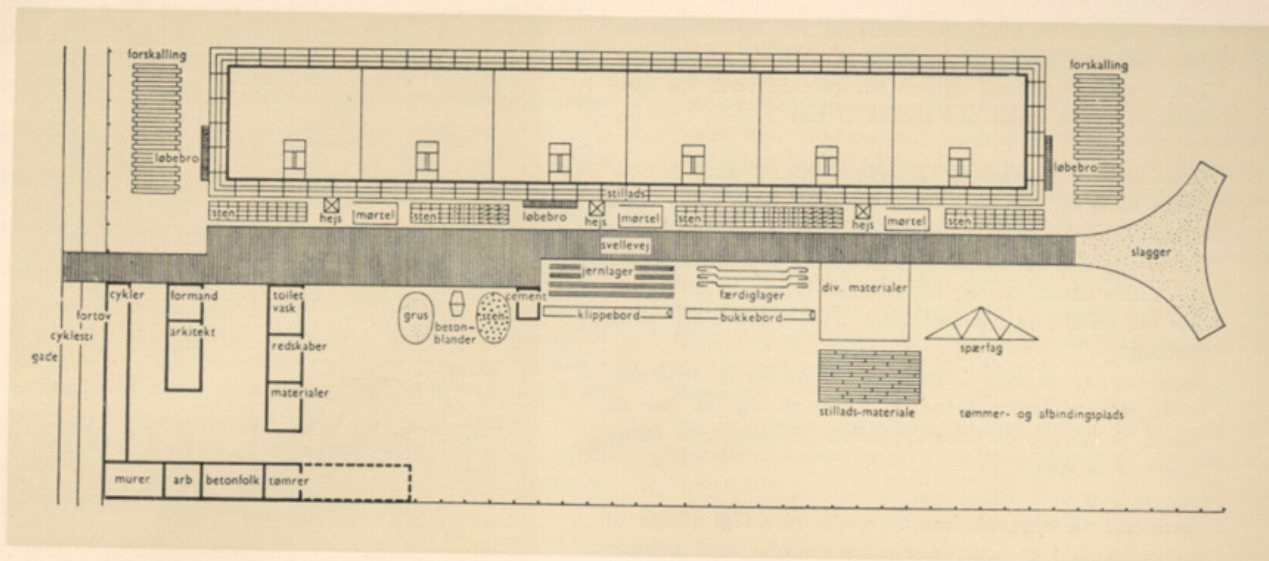 forskalling
forskalling
løbebro
løbebro
stillads
sten
hejs
mørtel
sten
løbebro
hejs
mørtel
sten
hejs
mørtel
sten
svellevej
slagger
cykler
formand
toilet
vask
cement
jernlager
færdiglager
div. materialer
fortov
cyklesti
gade
arkitekt
redskaber
grus
beton-
blander
sten
klippebord
bukkebord
spærfag
materialer
stillads-materiale
tømmer- og afbindingsplads
murer
arb
betonfolk
tømrer